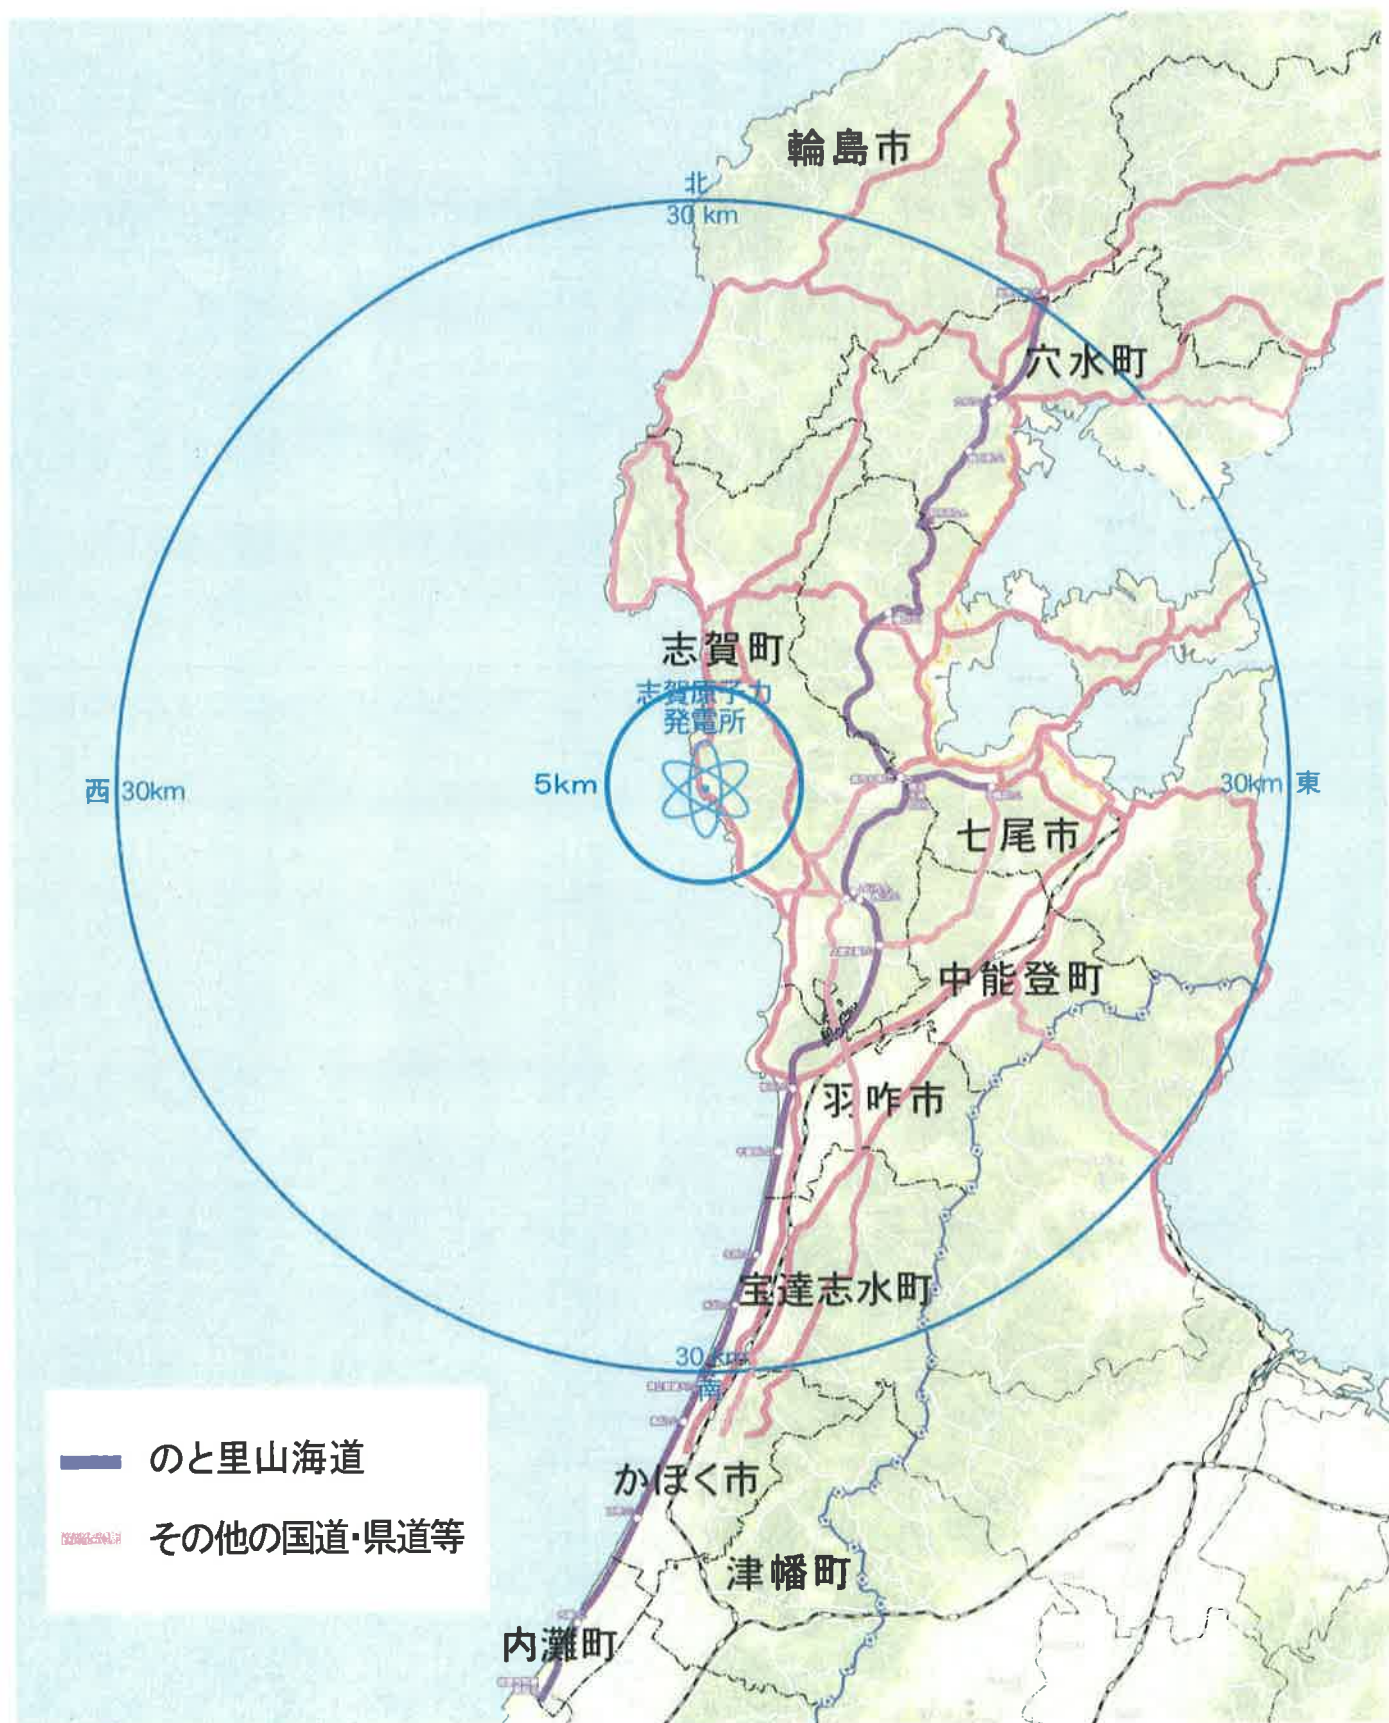 輪島市
北
30 km
穴水町
志賀町
志賀原子力
発電所
5km
西 30km
30km 東
七尾市
中能登町
羽咋市
宝達志水町
30 km
南
のと里山海道
かほく市
その他の国道・県道等
津幡町
内灘町